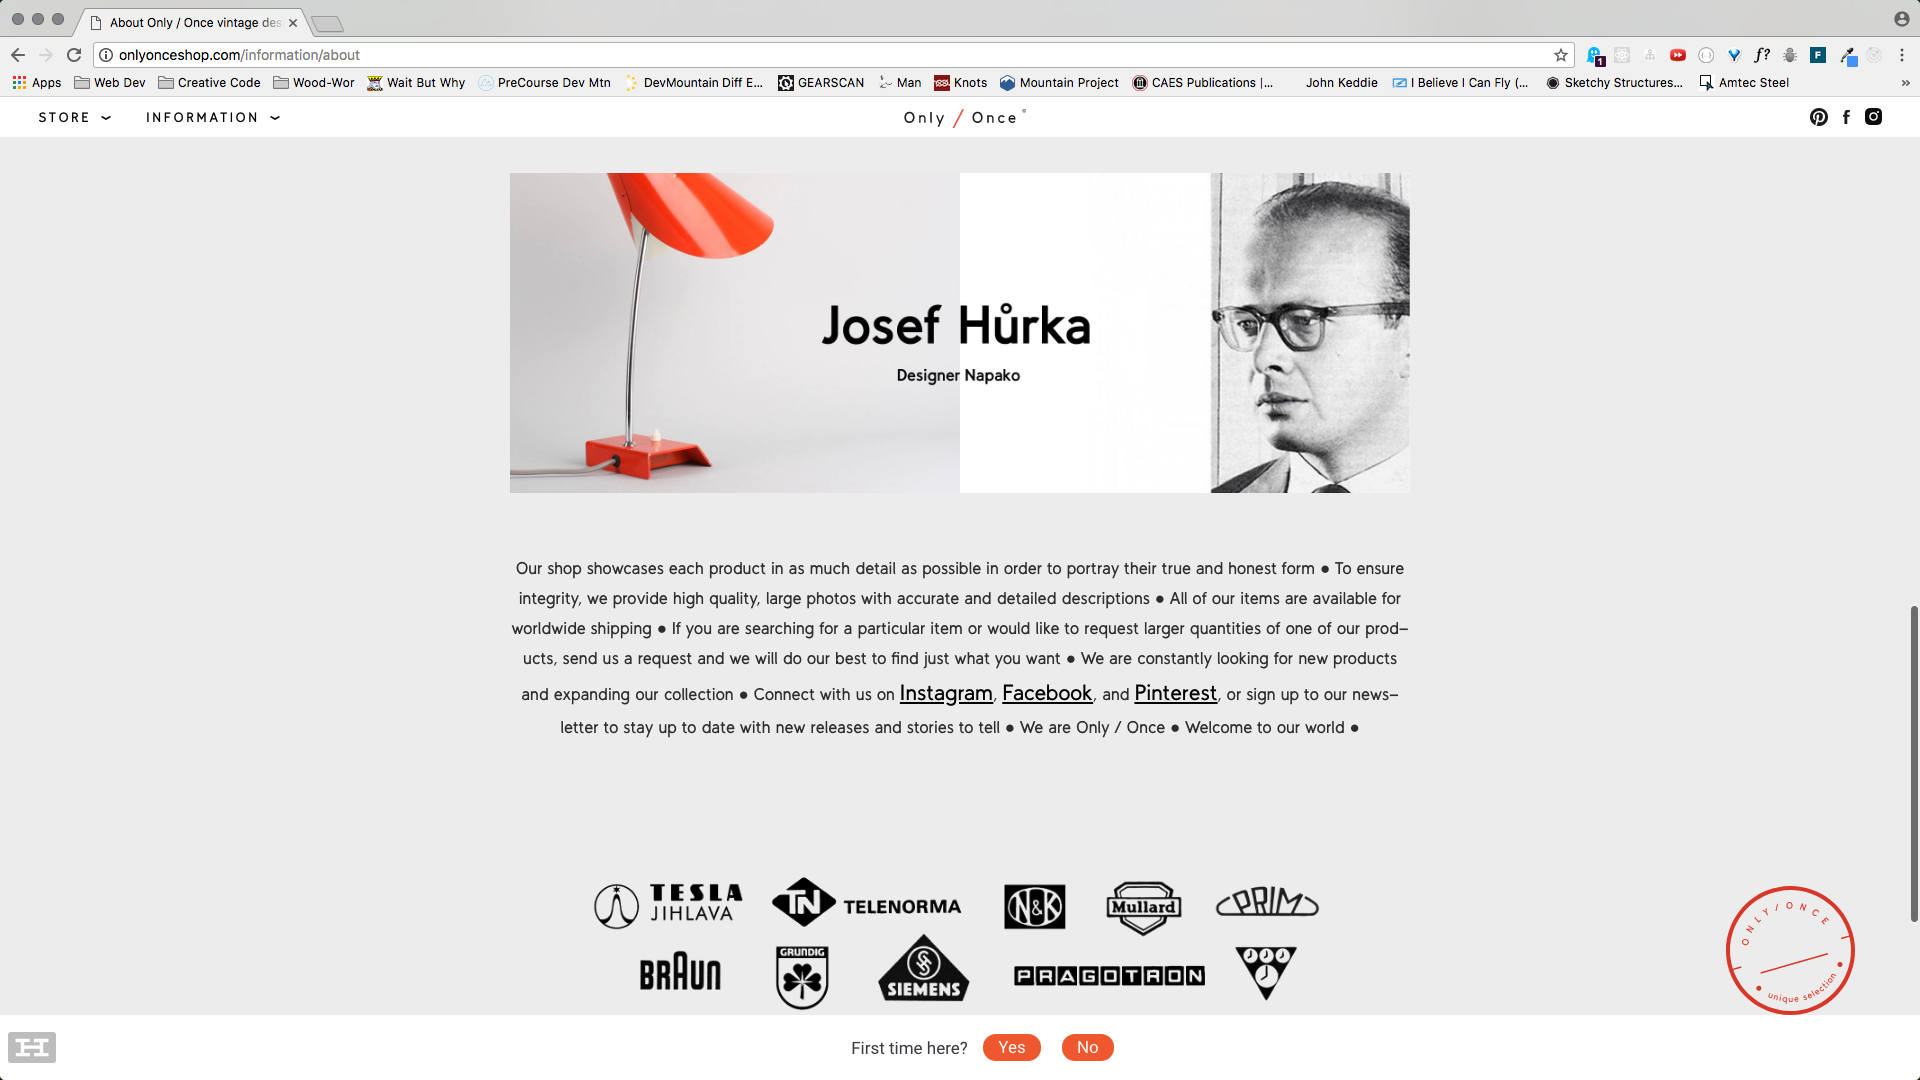 About Only / Once vintage des
onlyonceshop.com/information/about
1
f?
F
Apps
Web Dev
Creative Code
Wood-Wor
Wait But Why
PreCourse Dev Mtn
DevMountain Diff E...
GEARSCAN
Man
Knots
Mountain Project
CAES Publications |...
John Keddie
I Believe I Can Fly (...
Sketchy Structures...
Amtec Steel
»
STORE
INFORMATION
Only / Once
Josef Hůrka
Designer Napako
Our shop showcases each product in as much detail as possible in order to portray their true and honest form ● To ensure
integrity, we provide high quality, large photos with accurate and detailed descriptions ● All of our items are available for
worldwide shipping ● If you are searching for a particular item or would like to request larger quantities of one of our prod–
ucts, send us a request and we will do our best to find just what you want ● We are constantly looking for new products
and expanding our collection ● Connect with us on Instagram, Facebook, and Pinterest, or sign up to our news–
letter to stay up to date with new releases and stories to tell ● We are Only / Once ● Welcome to our world ●
TESLA
JIHLAVA
TN TELENORMA
N&K
Mullard
PRIM
BRAUN
GRUNDIG
SIEMENS
PRAGOTRON
ONLY / ONCE
unique selection
H
First time here?
Yes
No